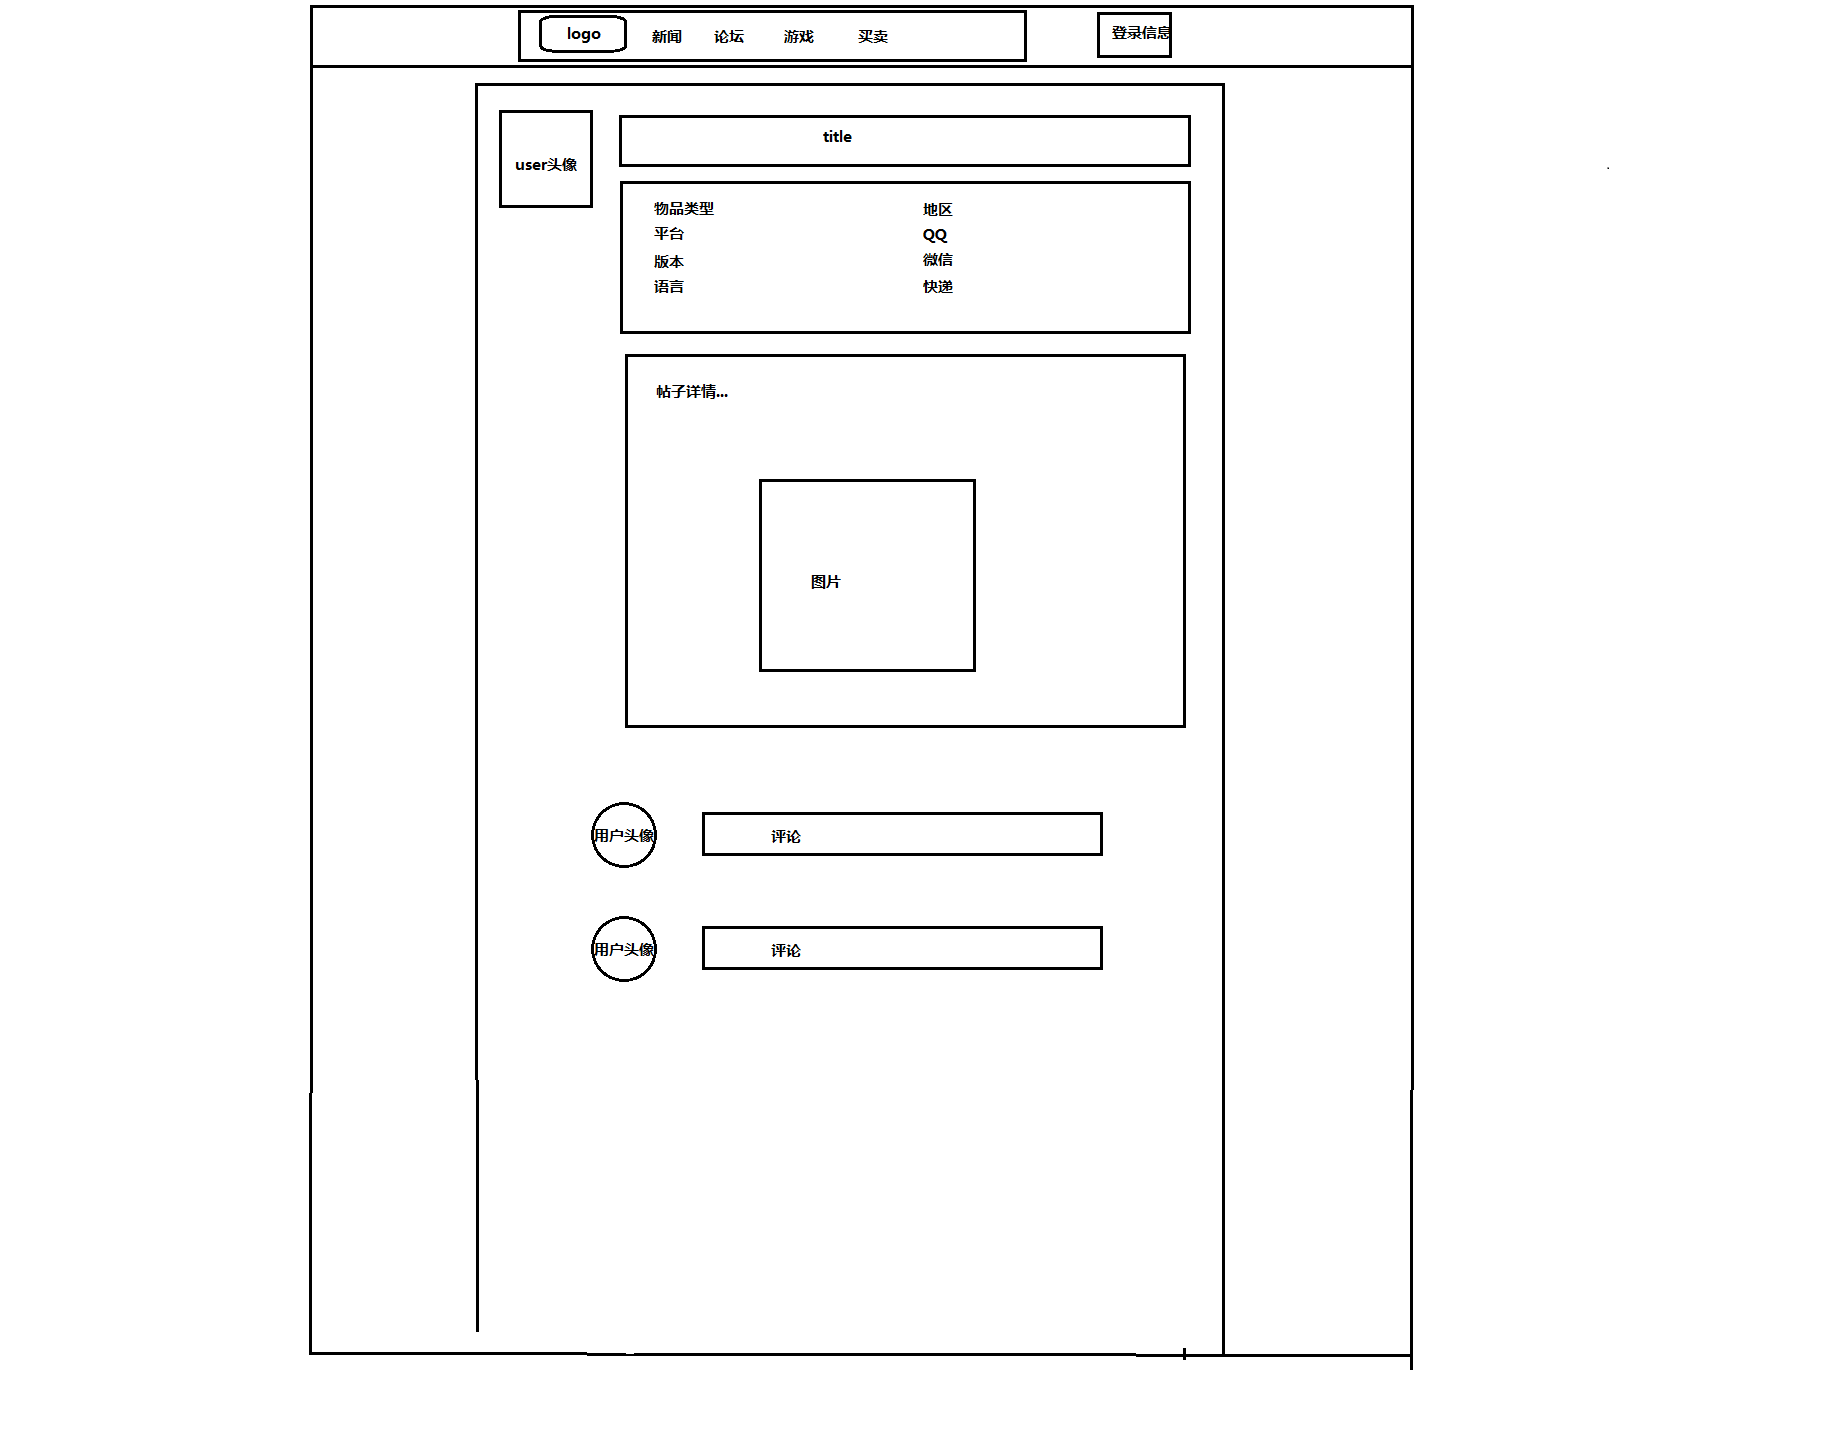 logo 新闻 论坛 游戏 买卖 登录信息
user头像
title
物品类型 地区
平台 QQ
版本 微信
语言 快递
帖子详情...
图片
用户头像 评论
用户头像 评论